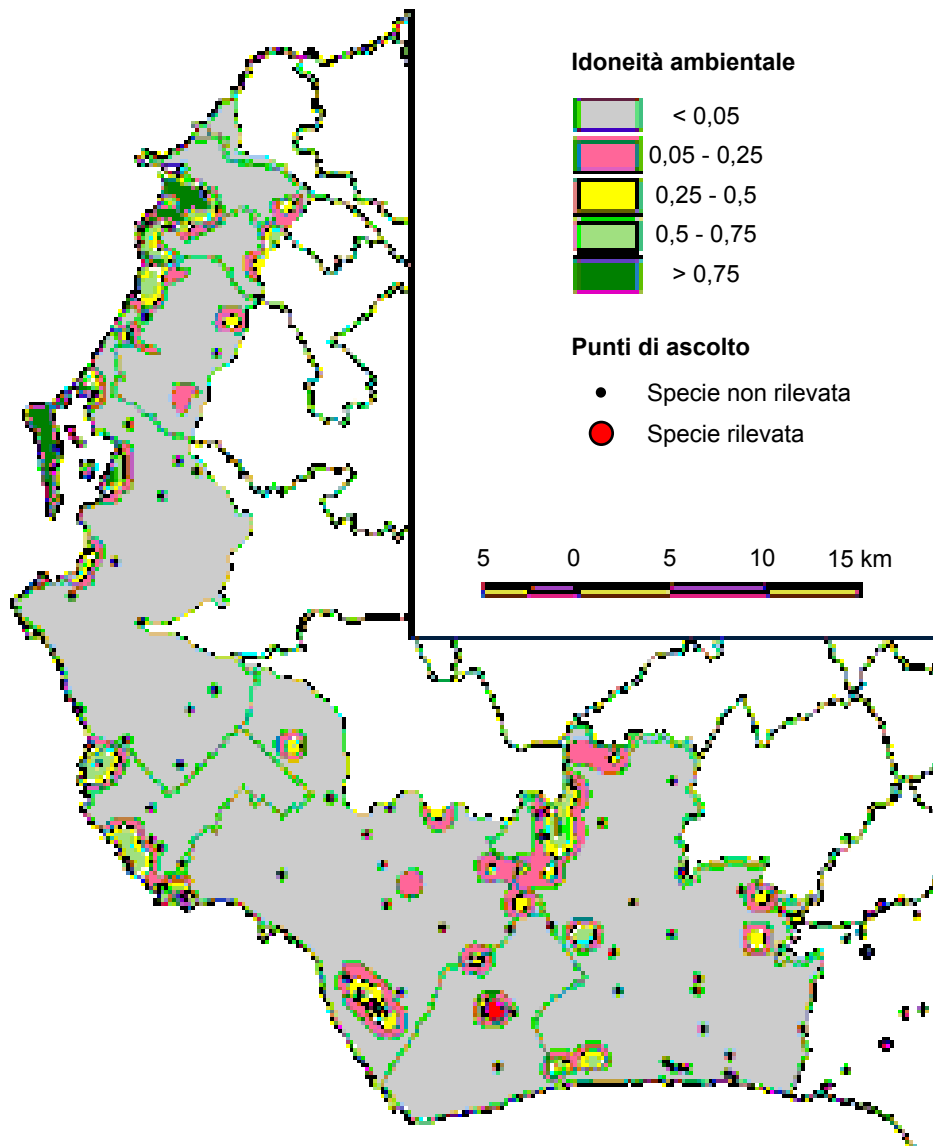 Idoneità ambientale
< 0,05
0,05 - 0,25
0,25 - 0,5
0,5 - 0,75
> 0,75
Punti di ascolto
Specie non rilevata
Specie rilevata
5 0 5 10 15 km